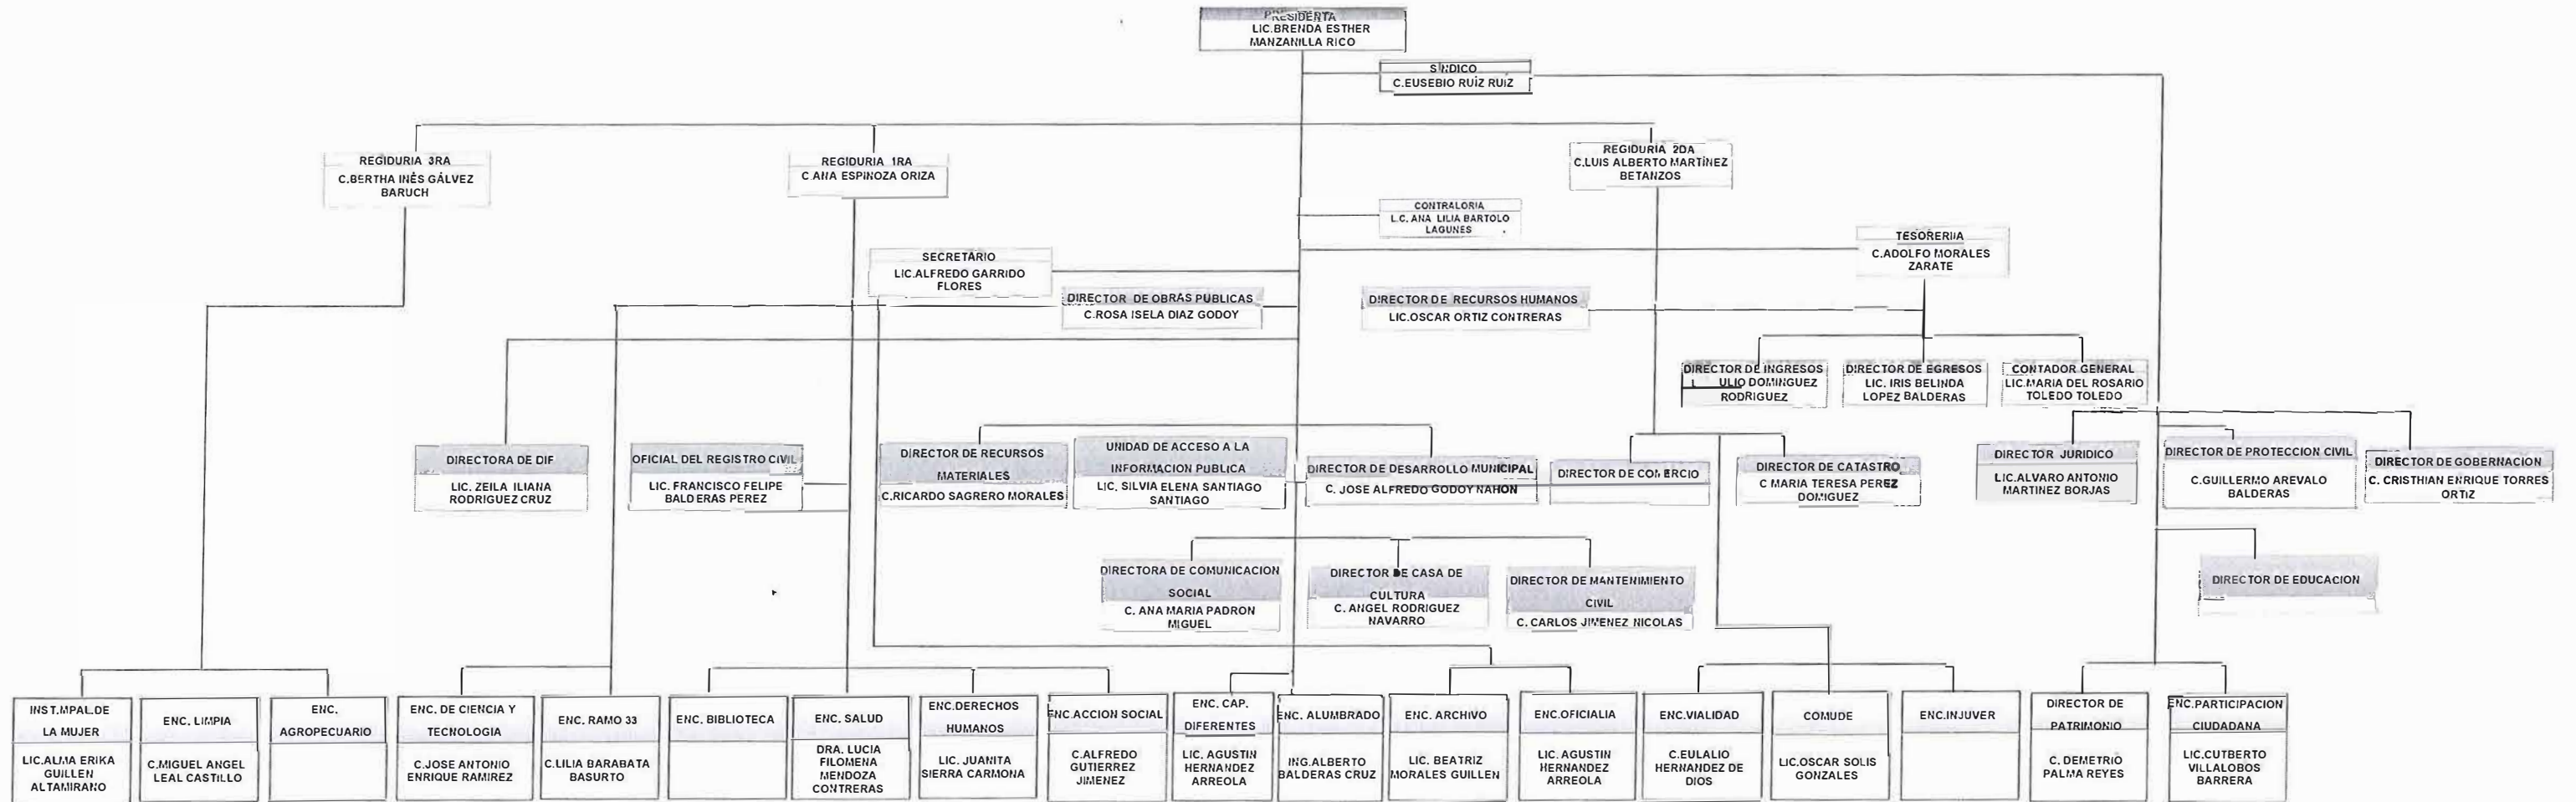 PRESIDENTA
LIC.BRENDA ESTHER
MANZANILLA RICO
SÍNDICO
C.EUSEBIO RUÍZ RUÍZ
REGIDURIA 3RA
C.BERTHA INÉS GÁLVEZ
BARUCH
REGIDURIA 1RA
C.ANA ESPINOZA ORIZA
REGIDURIA 2DA
C.LUIS ALBERTO MARTÍNEZ
BETANZOS
CONTRALORIA
L.C. ANA LILIA BARTOLO
LAGUNES
TESORERIIA
C.ADOLFO MORALES
ZARATE
SECRETARIO
LIC.ALFREDO GARRIDO
FLORES
DIRECTOR DE OBRAS PUBLICAS
C.ROSA ISELA DIAZ GODOY
DIRECTOR DE RECURSOS HUMANOS
LIC.OSCAR ORTIZ CONTRERAS
DIRECTOR DE INGRESOS
L ULIO DOMINGUEZ
RODRIGUEZ
DIRECTOR DE EGRESOS
LIC. IRIS BELINDA
LOPEZ BALDERAS
CONTADOR GENERAL
LIC.MARIA DEL ROSARIO
TOLEDO TOLEDO
DIRECTORA DE DIF
LIC. ZEILA ILIANA
RODRIGUEZ CRUZ
OFICIAL DEL REGISTRO CIVIL
LIC. FRANCISCO FELIPE
BALDERAS PEREZ
DIRECTOR DE RECURSOS
MATERIALES
C.RICARDO SAGRERO MORALES
UNIDAD DE ACCESO A LA
INFORMACION PUBLICA
LIC. SILVIA ELENA SANTIAGO
SANTIAGO
DIRECTOR DE DESARROLLO MUNICIPAL
C. JOSE ALFREDO GODOY NAHON
DIRECTOR DE COMERCIO
DIRECTOR DE CATASTRO
C MARIA TERESA PEREZ
DOMIGUEZ
DIRECTOR JURIDICO
LIC.ALVARO ANTONIO
MARTINEZ BORJAS
DIRECTOR DE PROTECCION CIVIL
C.GUILLERMO AREVALO
BALDERAS
DIRECTOR DE GOBERNACION
C. CRISTHIAN ENRIQUE TORRES
ORTIZ
DIRECTORA DE COMUNICACION
SOCIAL
C. ANA MARIA PADRON
MIGUEL
DIRECTOR DE CASA DE
CULTURA
C. ANGEL RODRIGUEZ
NAVARRO
DIRECTOR DE MANTENIMIENTO
CIVIL
C. CARLOS JIMENEZ NICOLAS
DIRECTOR DE EDUCACION
INST.MPAL.DE
LA MUJER
LIC.ALMA ERIKA
GUILLEN
ALTAMIRANO
ENC. LIMPIA
C.MIGUEL ANGEL
LEAL CASTILLO
ENC.
AGROPECUARIO
ENC. DE CIENCIA Y
TECNOLOGIA
C.JOSE ANTONIO
ENRIQUE RAMIREZ
ENC. RAMO 33
C.LILIA BARABATA
BASURTO
ENC. BIBLIOTECA
ENC. SALUD
DRA. LUCIA
FILOMENA
MENDOZA
CONTRERAS
ENC.DERECHOS
HUMANOS
LIC. JUANITA
SIERRA CARMONA
ENC.ACCION SOCIAL
C.ALFREDO
GUTIERREZ
JIMENEZ
ENC. CAP.
DIFERENTES
LIC. AGUSTIN
HERNANDEZ
ARREOLA
ENC. ALUMBRADO
ING.ALBERTO
BALDERAS CRUZ
ENC. ARCHIVO
LIC. BEATRIZ
MORALES GUILLEN
ENC.OFICIALIA
LIC. AGUSTIN
HERNANDEZ
ARREOLA
ENC.VIALIDAD
C.EULALIO
HERNANDEZ DE
DIOS
COMUDE
LIC.OSCAR SOLIS
GONZALES
ENC.INJUVER
DIRECTOR DE
PATRIMONIO
C. DEMETRIO
PALMA REYES
ENC.PARTICIPACION
CIUDADANA
LIC.CUTBERTO
VILLALOBOS
BARRERA